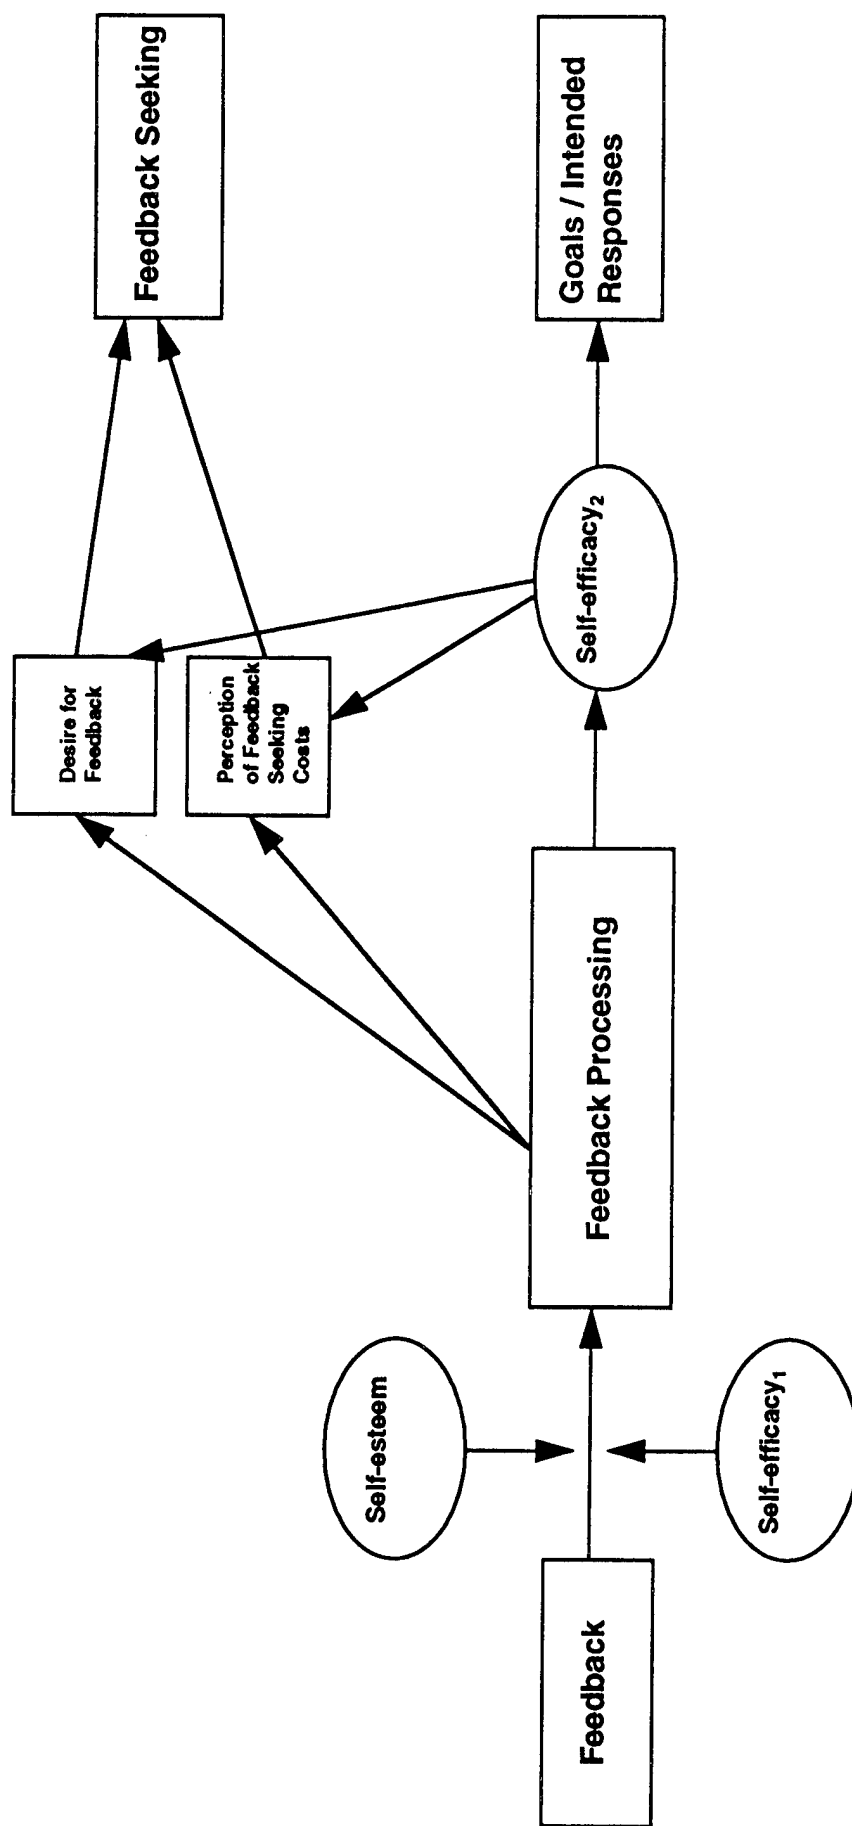 Feedback
Self-esteem
Self-efficacy₁
Feedback Processing
Desire for
Feedback
Perception
of Feedback
Seeking
Costs
Self-efficacy₂
Feedback Seeking
Goals / Intended
Responses